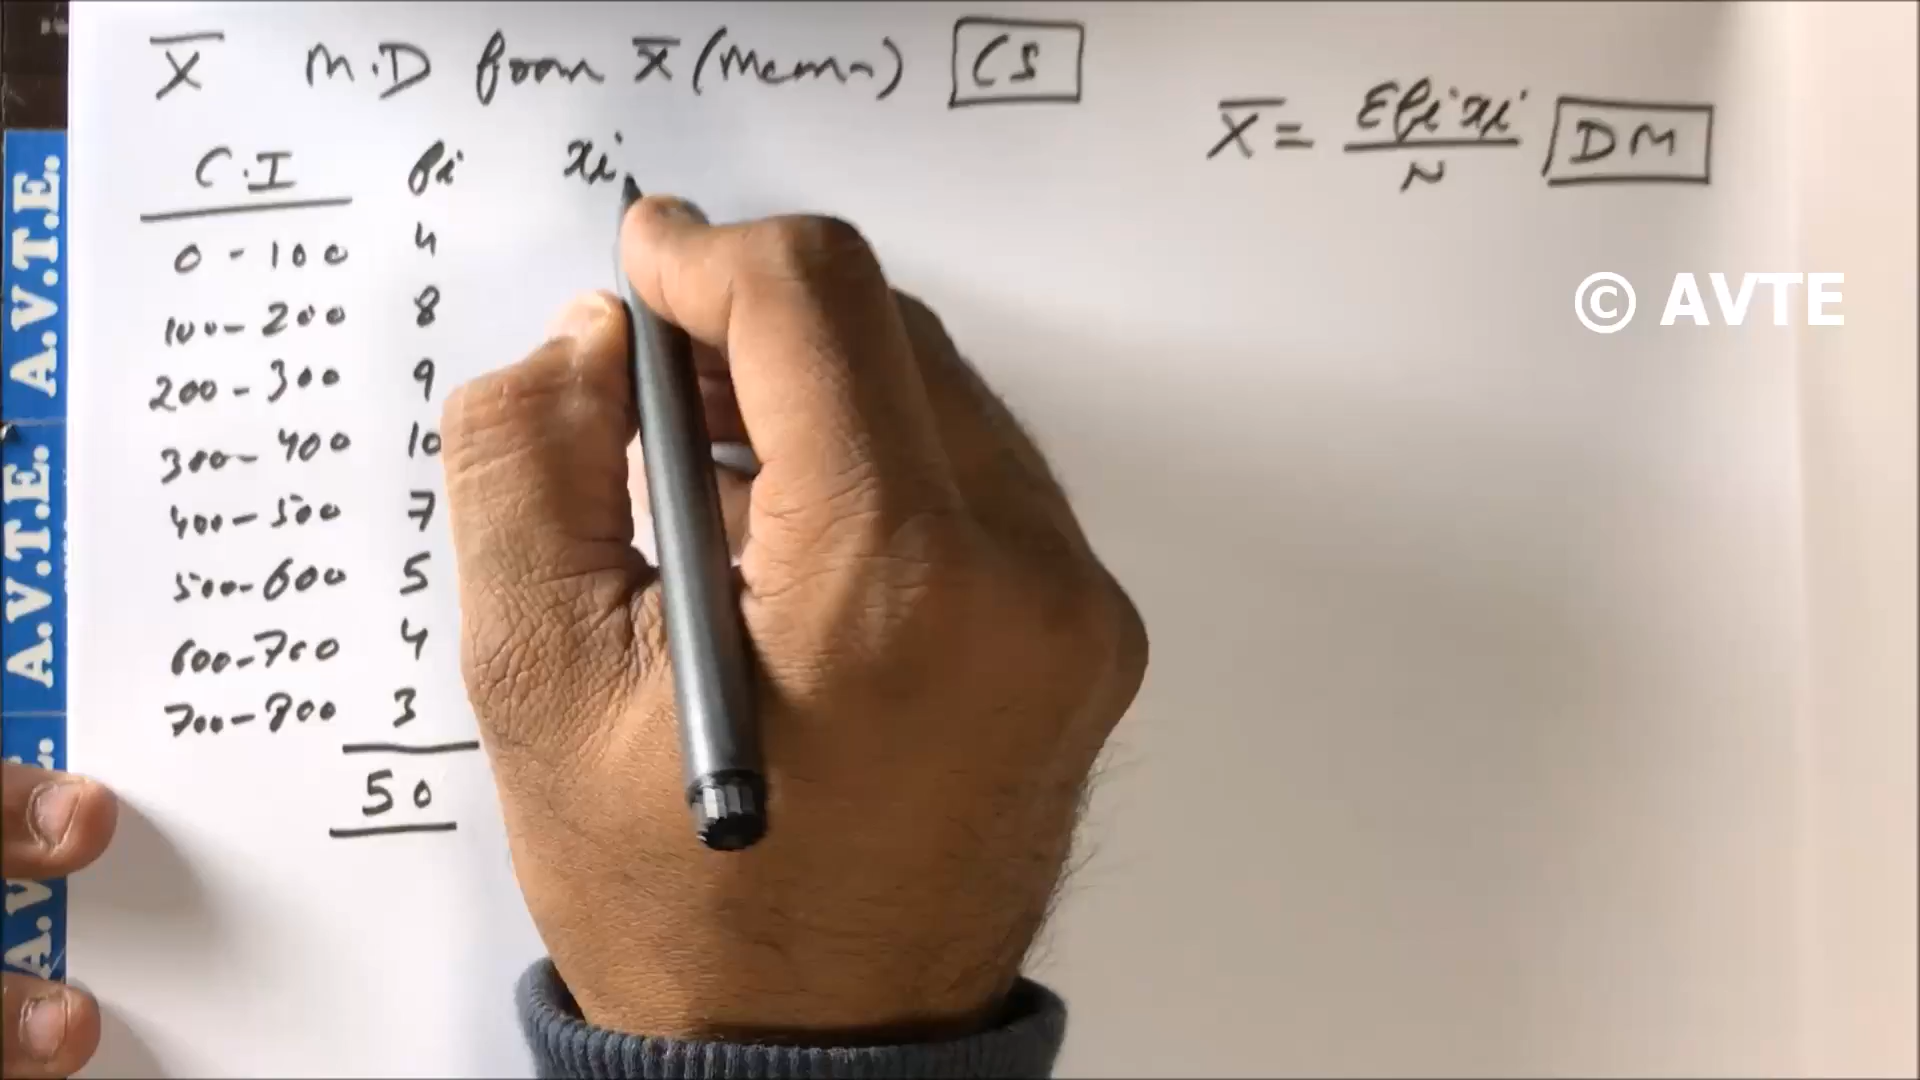 X̄ M.D from x̄ (Mean) CS
X̄ = Σfixi / N DM
C.I fi xi
0 - 100 4
100 - 200 8
200 - 300 9
300 - 400 10
400 - 500 7
500 - 600 5
600 - 700 4
700 - 800 3
50
© AVTE
A.V.T.E.
A.V.T.E.